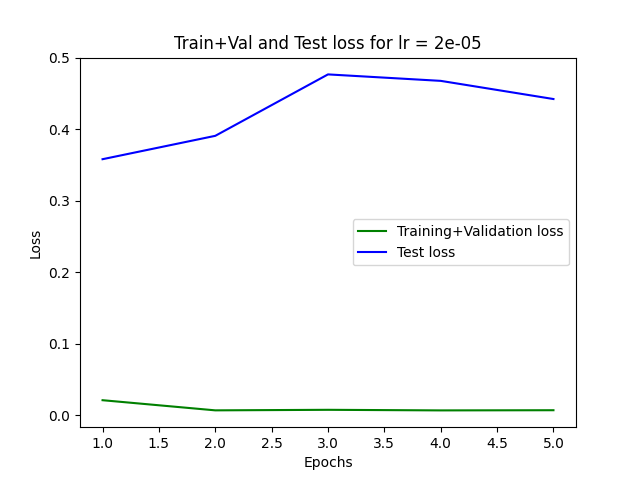 Train+Val and Test loss for lr = 2e-05
0.5
0.4
0.3
0.2
0.1
0.0
Loss
Training+Validation loss
Test loss
1.0 1.5 2.0 2.5 3.0 3.5 4.0 4.5 5.0
Epochs